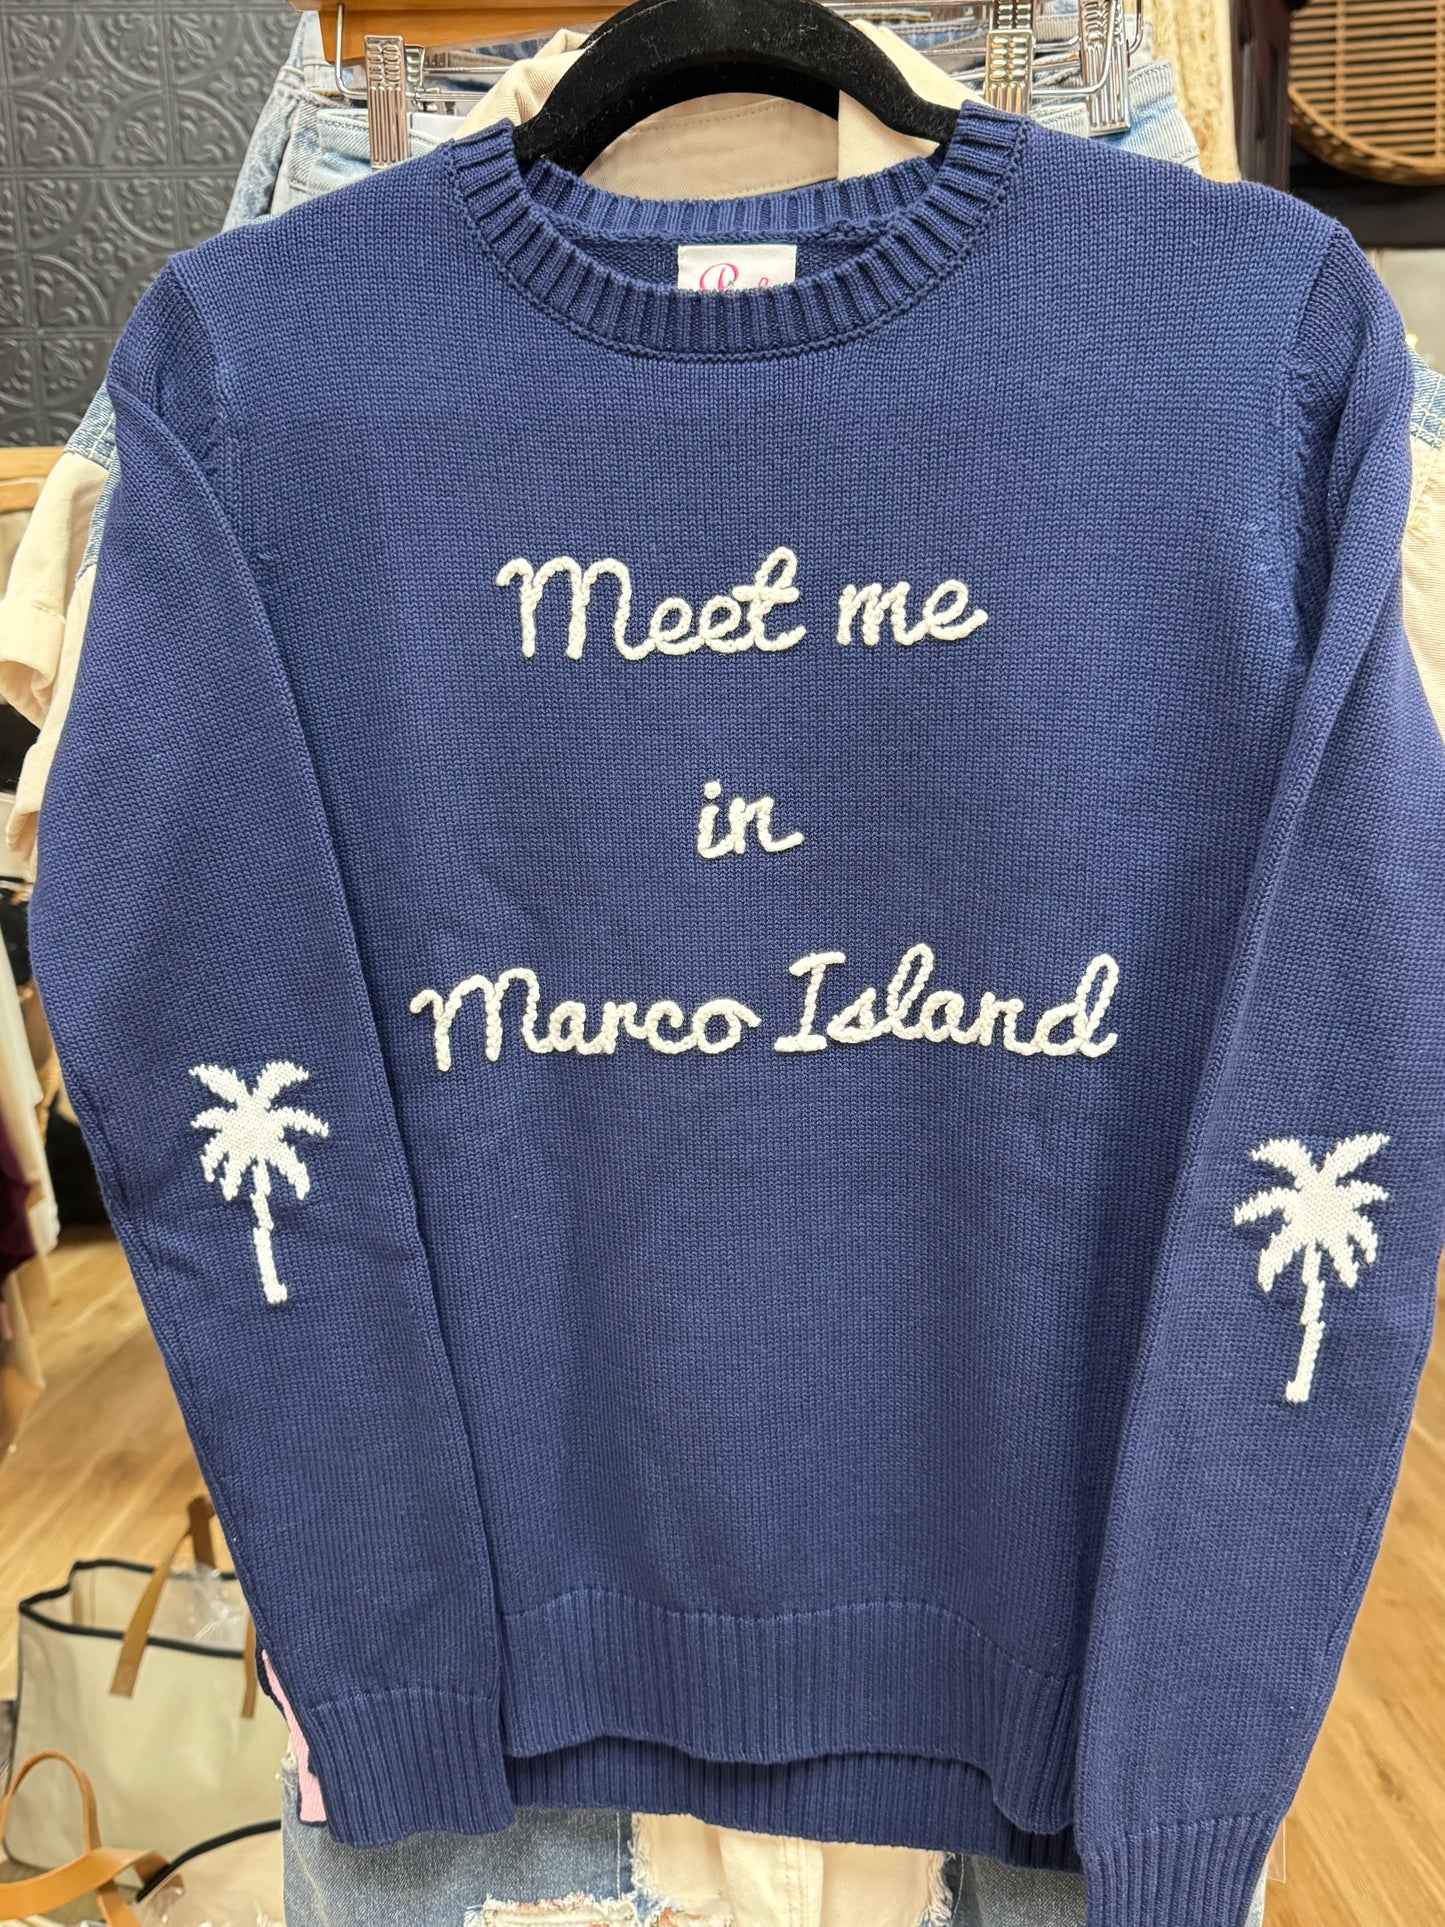 Meet me
in
Marco Island